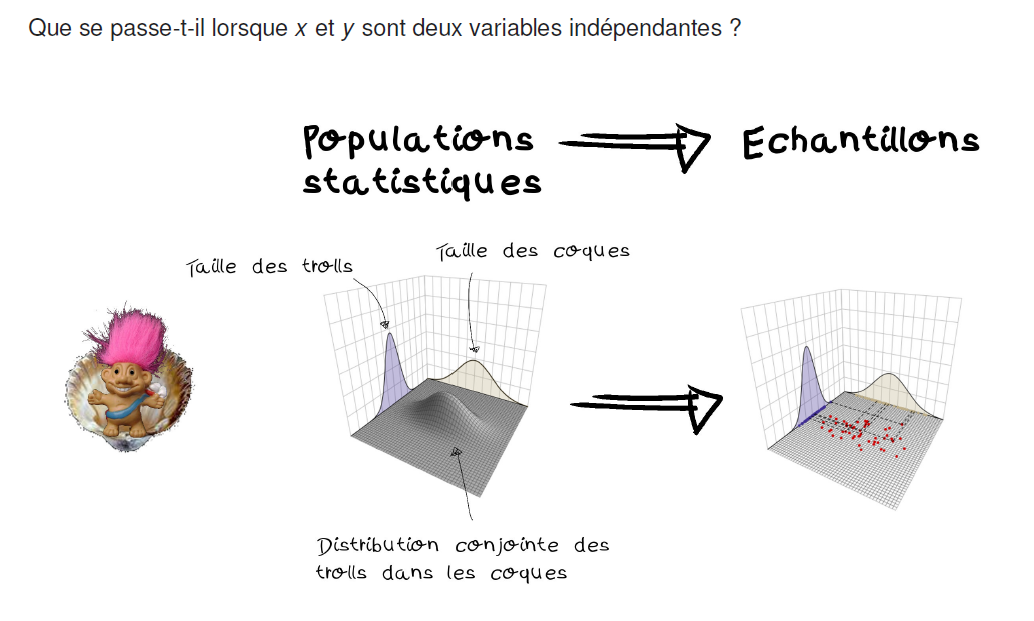 Que se passe-t-il lorsque x et y sont deux variables indépendantes ?
Populations
statistiques
Echantillons
Taille des trolls
Taille des coques
Distribution conjointe des
trolls dans les coques